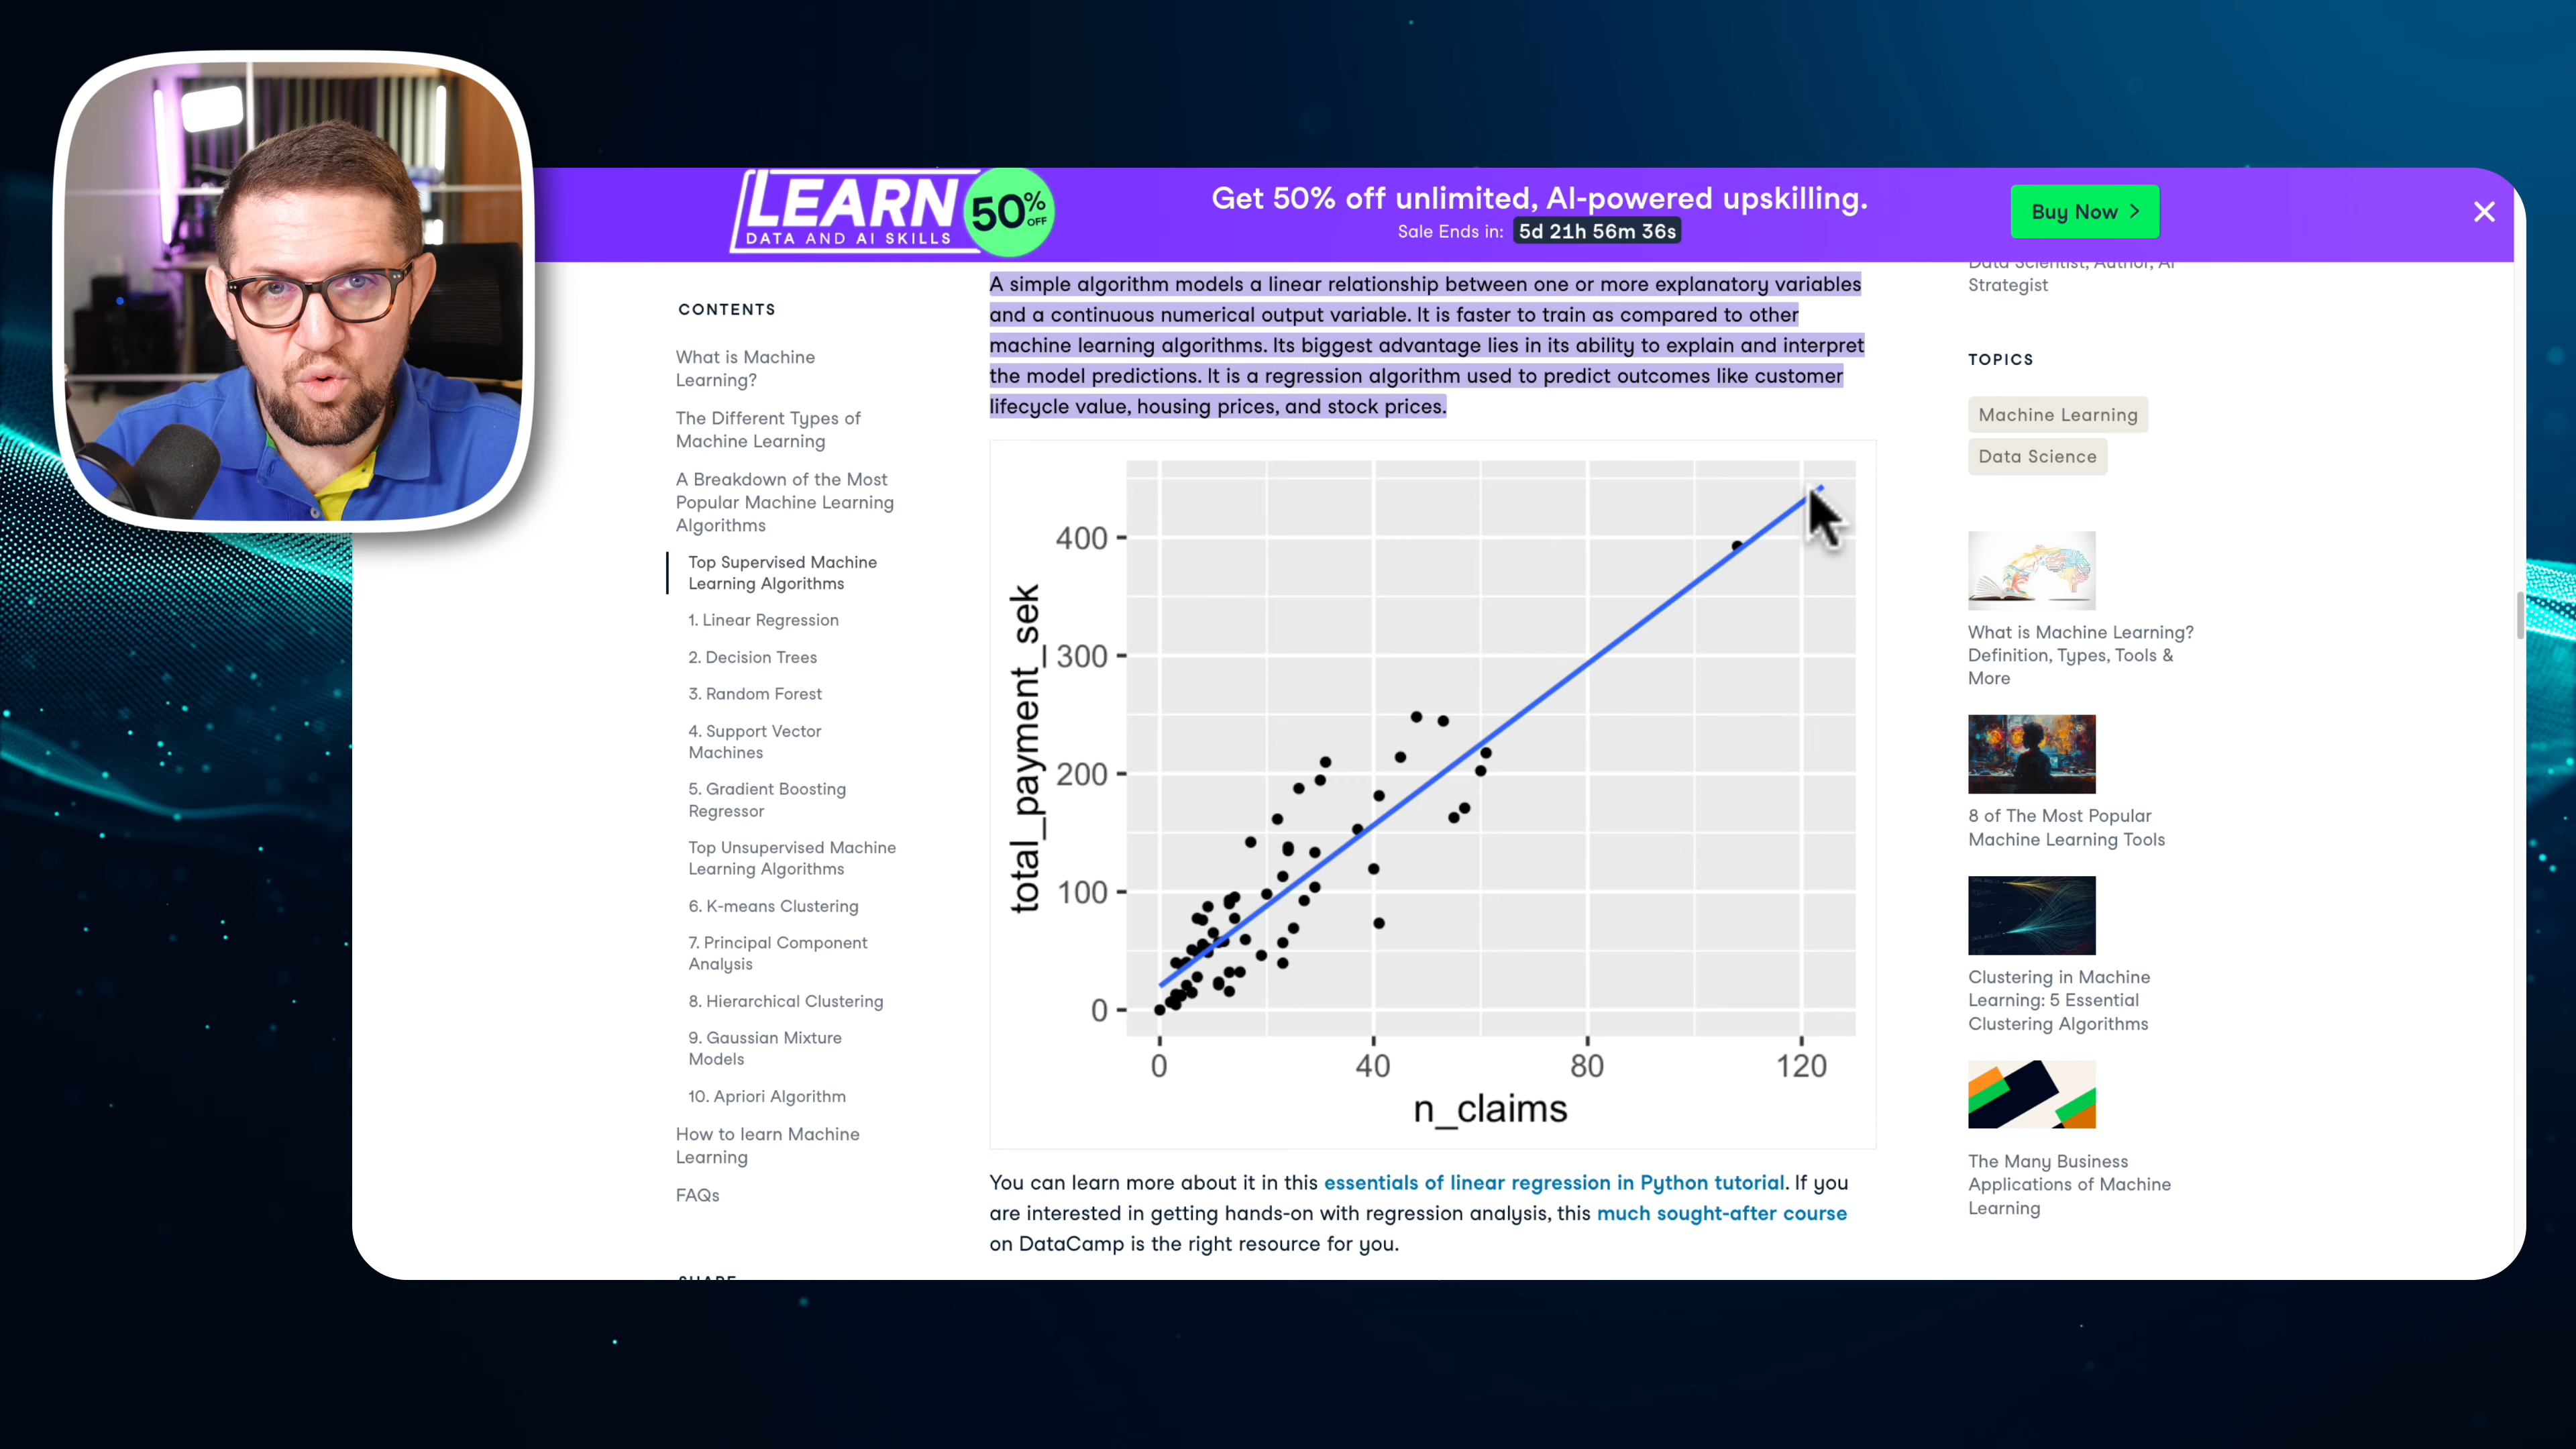 LEARN
DATA AND AI SKILLS
50%
OFF
Get 50% off unlimited, AI-powered upskilling.
Sale Ends in: 5d 21h 56m 36s
Buy Now
CONTENTS
What is Machine
Learning?
The Different Types of
Machine Learning
A Breakdown of the Most
Popular Machine Learning
Algorithms
Top Supervised Machine
Learning Algorithms
1. Linear Regression
2. Decision Trees
3. Random Forest
4. Support Vector
Machines
5. Gradient Boosting
Regressor
Top Unsupervised Machine
Learning Algorithms
6. K-means Clustering
7. Principal Component
Analysis
8. Hierarchical Clustering
9. Gaussian Mixture
Models
10. Apriori Algorithm
How to learn Machine
Learning
FAQs
SHARE
A simple algorithm models a linear relationship between one or more explanatory variables
and a continuous numerical output variable. It is faster to train as compared to other
machine learning algorithms. Its biggest advantage lies in its ability to explain and interpret
the model predictions. It is a regression algorithm used to predict outcomes like customer
lifecycle value, housing prices, and stock prices.
total_payment_sek
400
300
200
100
0
0 40 80 120
n_claims
You can learn more about it in this essentials of linear regression in Python tutorial. If you
are interested in getting hands-on with regression analysis, this much sought-after course
on DataCamp is the right resource for you.
Data Scientist, Author, AI
Strategist
TOPICS
Machine Learning
Data Science
What is Machine Learning?
Definition, Types, Tools &
More
8 of The Most Popular
Machine Learning Tools
Clustering in Machine
Learning: 5 Essential
Clustering Algorithms
The Many Business
Applications of Machine
Learning